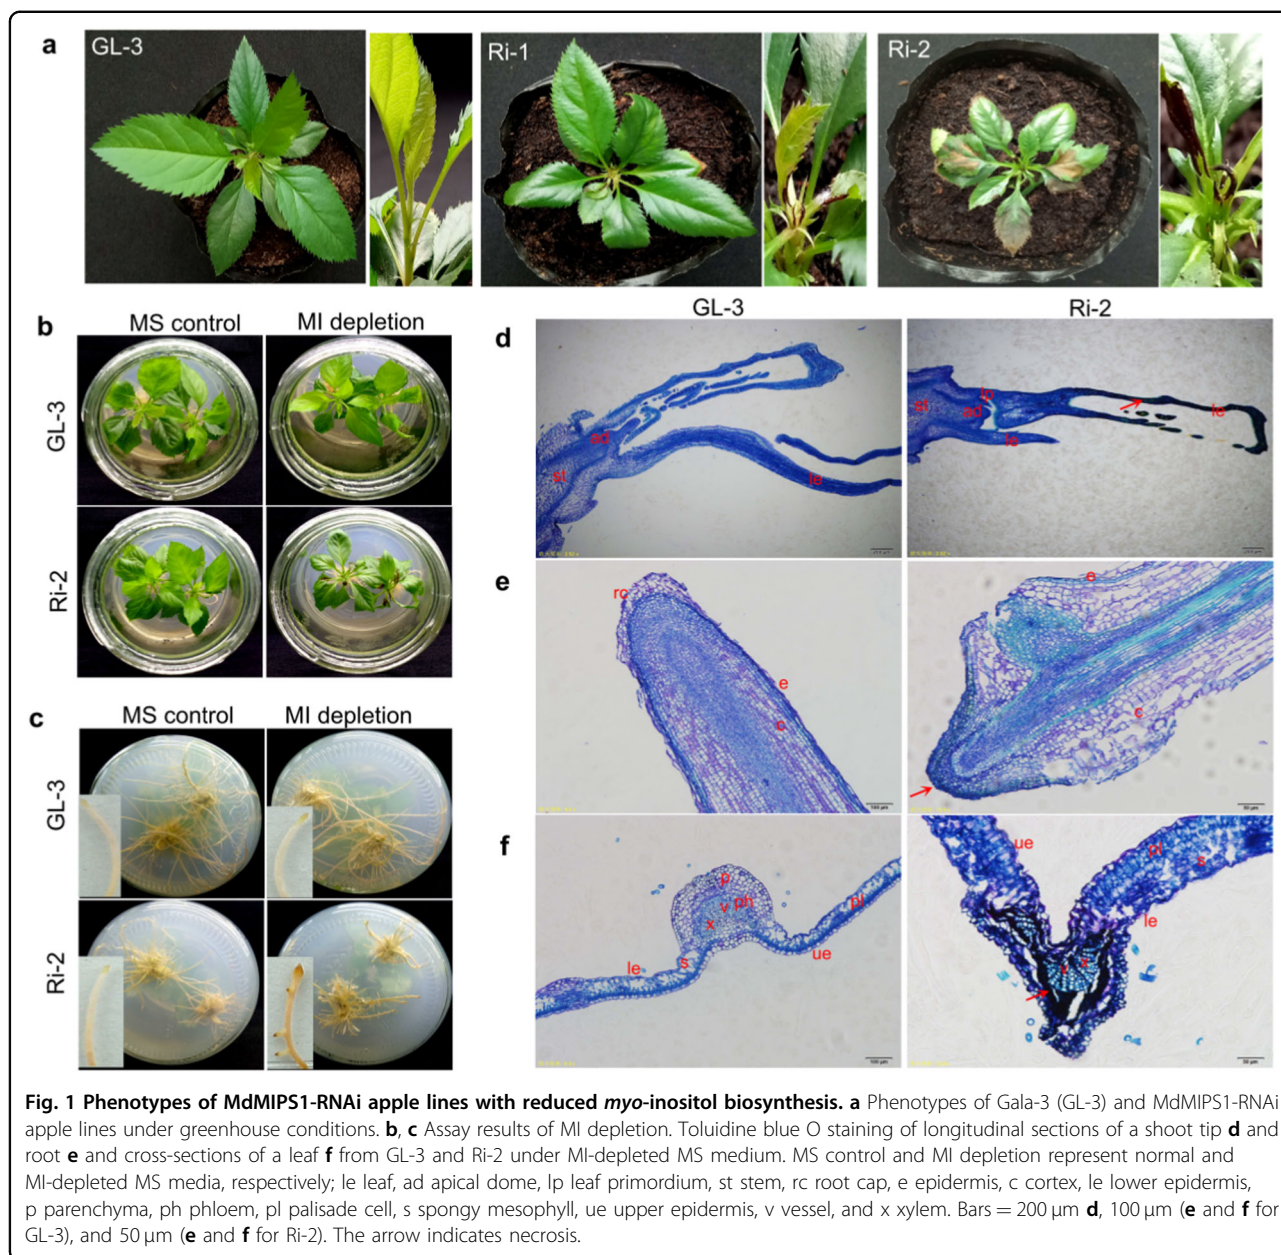 a
GL-3
Ri-1
Ri-2
b
MS control
MI depletion
GL-3
Ri-2
c
MS control
MI depletion
GL-3
Ri-2
GL-3
Ri-2
d
ad
st
le
lp
st
ad
le
le
e
rc
e
c
e
c
f
p
ph
v
x
pl
s
le
ue
ue
pl
s
le
v
x
100 µm
50 µm
100 µm
50 µm
Fig. 1 Phenotypes of MdMIPS1-RNAi apple lines with reduced myo-inositol biosynthesis. a Phenotypes of Gala-3 (GL-3) and MdMIPS1-RNAi
apple lines under greenhouse conditions. b, c Assay results of MI depletion. Toluidine blue O staining of longitudinal sections of a shoot tip d and
root e and cross-sections of a leaf f from GL-3 and Ri-2 under MI-depleted MS medium. MS control and MI depletion represent normal and
MI-depleted MS media, respectively; le leaf, ad apical dome, lp leaf primordium, st stem, rc root cap, e epidermis, c cortex, le lower epidermis,
p parenchyma, ph phloem, pl palisade cell, s spongy mesophyll, ue upper epidermis, v vessel, and x xylem. Bars = 200 µm d, 100 µm (e and f for
GL-3), and 50 µm (e and f for Ri-2). The arrow indicates necrosis.